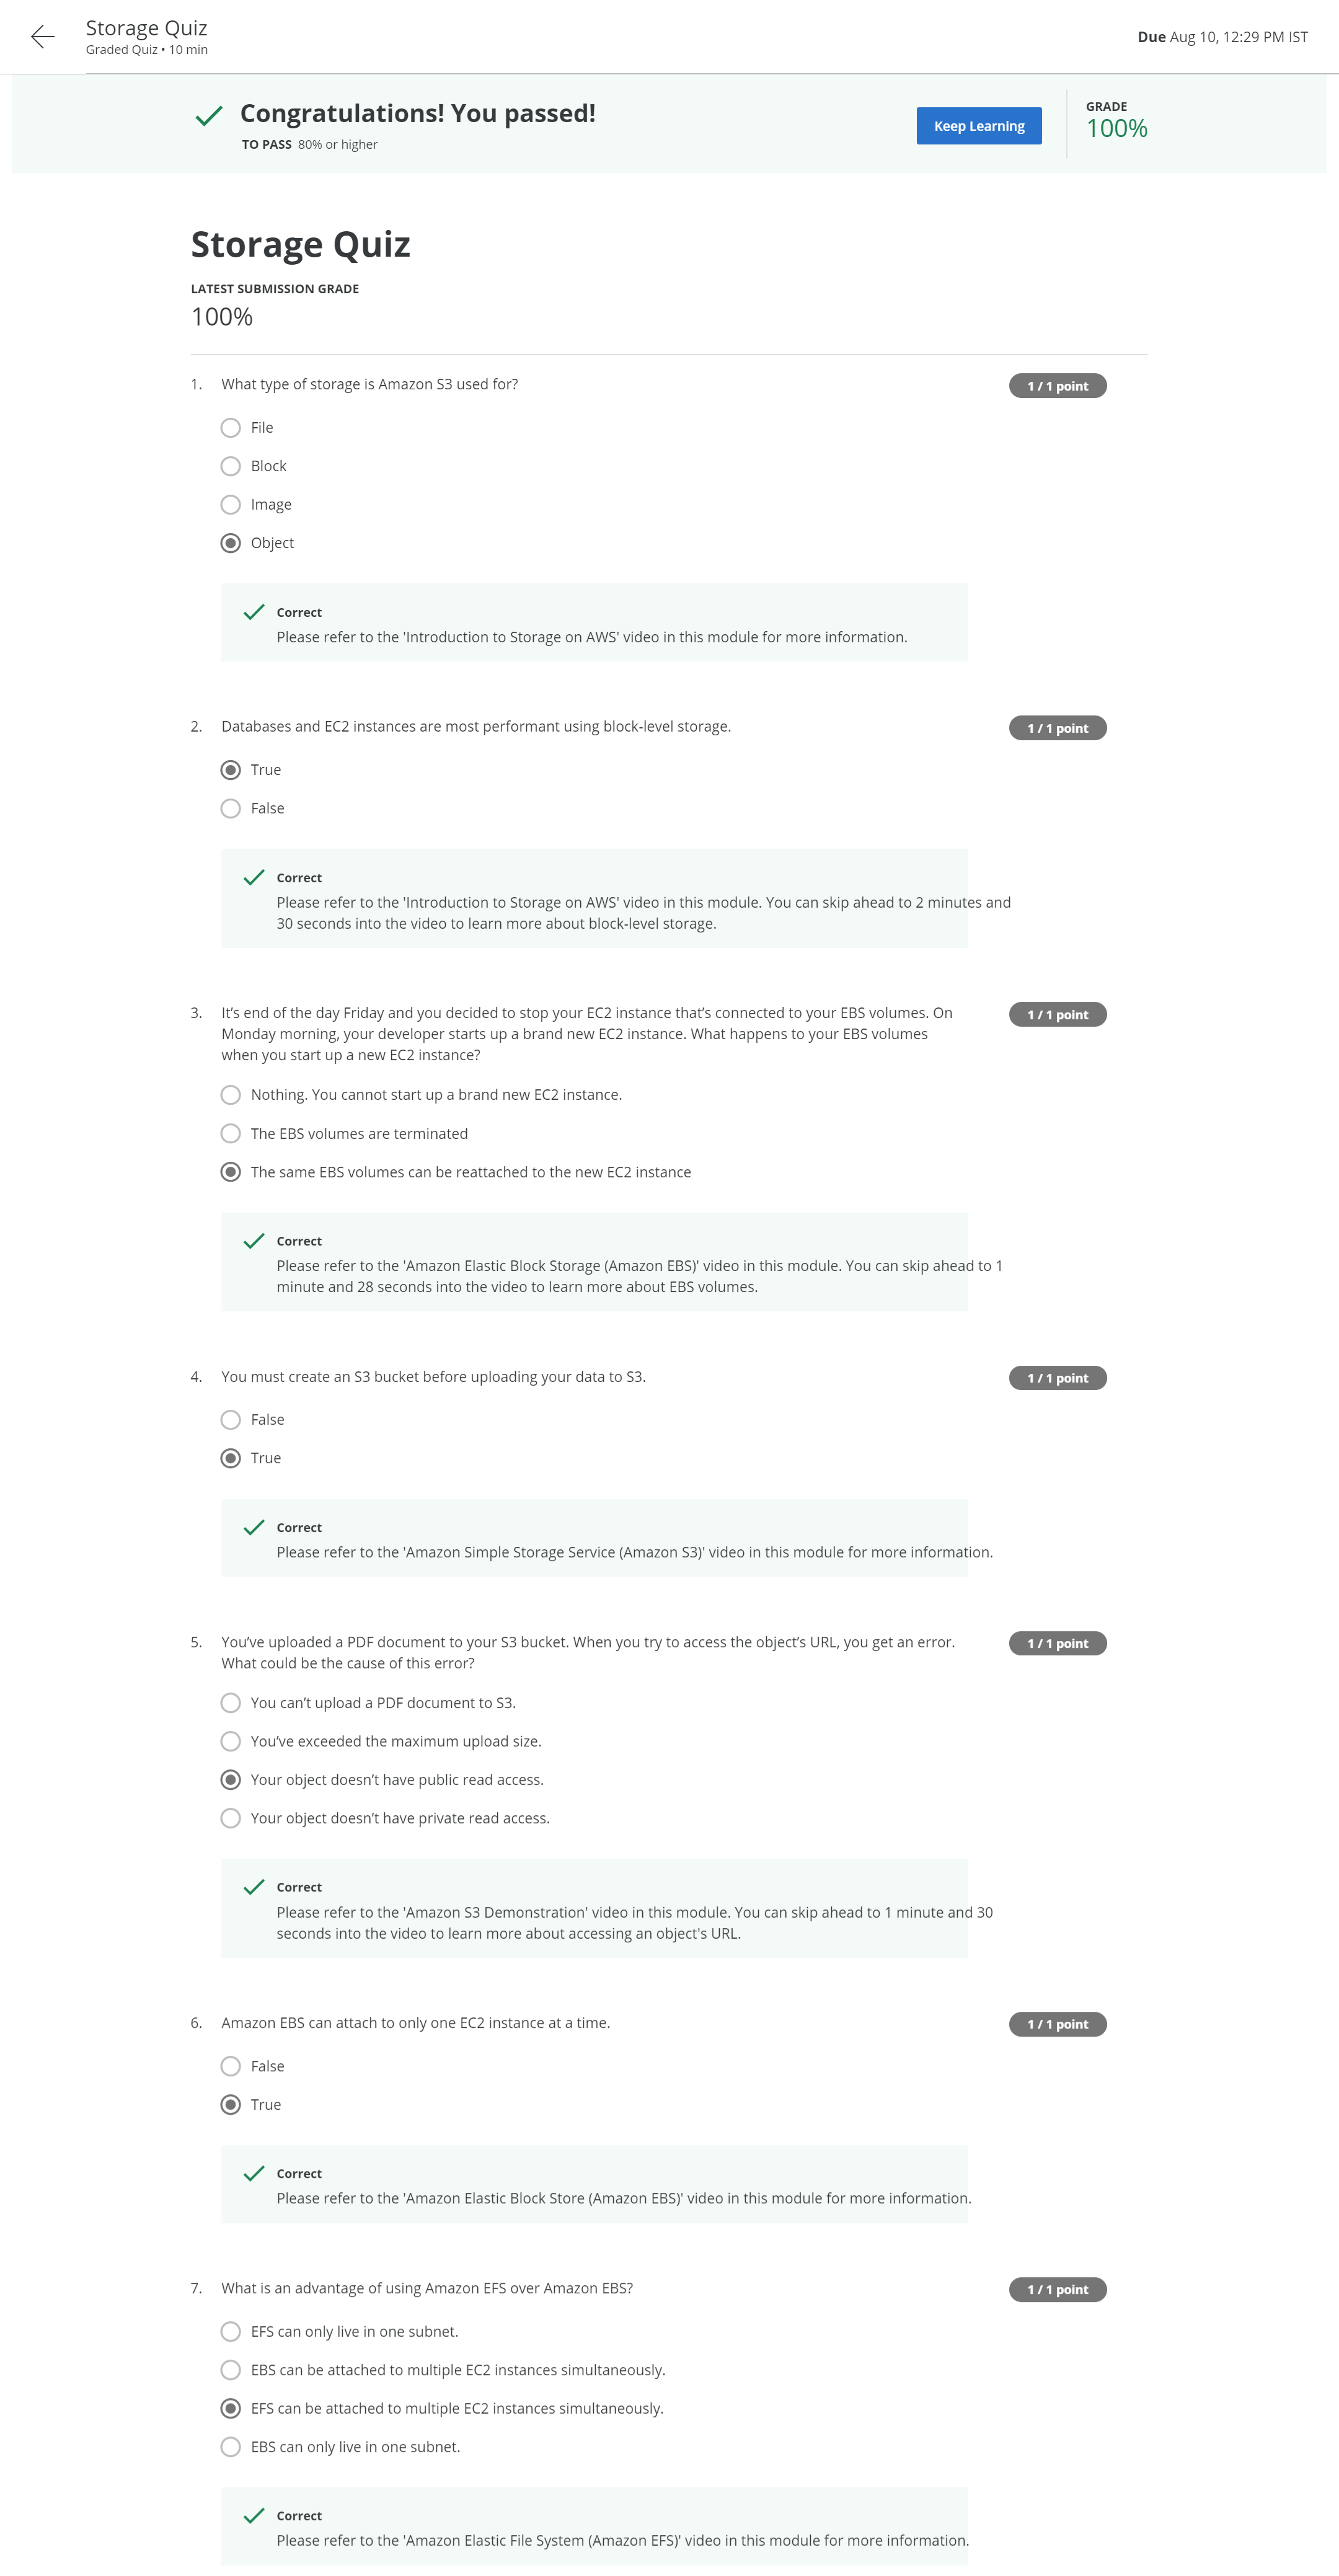 Storage Quiz
Graded Quiz • 10 min
Due Aug 10, 12:29 PM IST
Congratulations! You passed!
TO PASS 80% or higher
Keep Learning
GRADE
100%
Storage Quiz
LATEST SUBMISSION GRADE
100%
1. What type of storage is Amazon S3 used for?
1 / 1 point
File
Block
Image
Object
Correct
Please refer to the 'Introduction to Storage on AWS' video in this module for more information.
2. Databases and EC2 instances are most performant using block-level storage.
1 / 1 point
True
False
Correct
Please refer to the 'Introduction to Storage on AWS' video in this module. You can skip ahead to 2 minutes and
30 seconds into the video to learn more about block-level storage.
3. It’s end of the day Friday and you decided to stop your EC2 instance that’s connected to your EBS volumes. On
Monday morning, your developer starts up a brand new EC2 instance. What happens to your EBS volumes
when you start up a new EC2 instance?
1 / 1 point
Nothing. You cannot start up a brand new EC2 instance.
The EBS volumes are terminated
The same EBS volumes can be reattached to the new EC2 instance
Correct
Please refer to the 'Amazon Elastic Block Storage (Amazon EBS)' video in this module. You can skip ahead to 1
minute and 28 seconds into the video to learn more about EBS volumes.
4. You must create an S3 bucket before uploading your data to S3.
1 / 1 point
False
True
Correct
Please refer to the 'Amazon Simple Storage Service (Amazon S3)' video in this module for more information.
5. You’ve uploaded a PDF document to your S3 bucket. When you try to access the object’s URL, you get an error.
What could be the cause of this error?
1 / 1 point
You can’t upload a PDF document to S3.
You’ve exceeded the maximum upload size.
Your object doesn’t have public read access.
Your object doesn’t have private read access.
Correct
Please refer to the 'Amazon S3 Demonstration' video in this module. You can skip ahead to 1 minute and 30
seconds into the video to learn more about accessing an object's URL.
6. Amazon EBS can attach to only one EC2 instance at a time.
1 / 1 point
False
True
Correct
Please refer to the 'Amazon Elastic Block Store (Amazon EBS)' video in this module for more information.
7. What is an advantage of using Amazon EFS over Amazon EBS?
1 / 1 point
EFS can only live in one subnet.
EBS can be attached to multiple EC2 instances simultaneously.
EFS can be attached to multiple EC2 instances simultaneously.
EBS can only live in one subnet.
Correct
Please refer to the 'Amazon Elastic File System (Amazon EFS)' video in this module for more information.